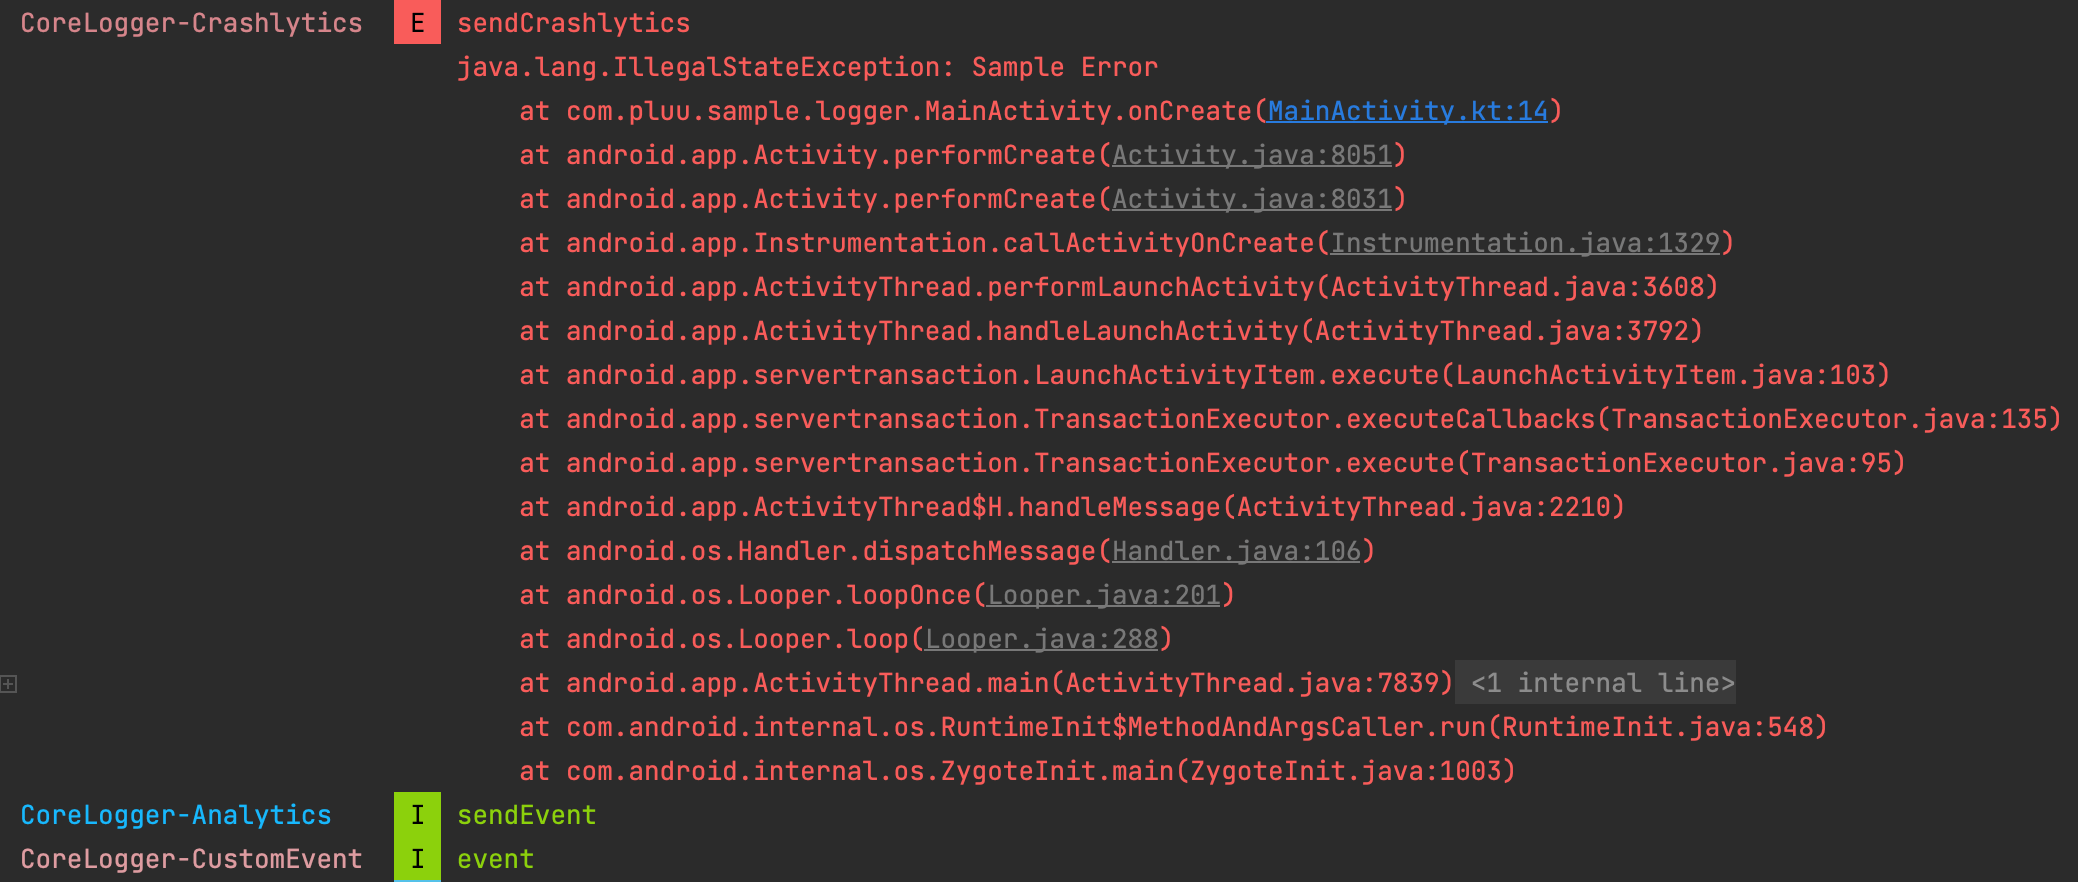 CoreLogger-Crashlytics E sendCrashlytics
java.lang.IllegalStateException: Sample Error
at com.pluu.sample.logger.MainActivity.onCreate(MainActivity.kt:14)
at android.app.Activity.performCreate(Activity.java:8051)
at android.app.Activity.performCreate(Activity.java:8031)
at android.app.Instrumentation.callActivityOnCreate(Instrumentation.java:1329)
at android.app.ActivityThread.performLaunchActivity(ActivityThread.java:3608)
at android.app.ActivityThread.handleLaunchActivity(ActivityThread.java:3792)
at android.app.servertransaction.LaunchActivityItem.execute(LaunchActivityItem.java:103)
at android.app.servertransaction.TransactionExecutor.executeCallbacks(TransactionExecutor.java:135)
at android.app.servertransaction.TransactionExecutor.execute(TransactionExecutor.java:95)
at android.app.ActivityThread$H.handleMessage(ActivityThread.java:2210)
at android.os.Handler.dispatchMessage(Handler.java:106)
at android.os.Looper.loopOnce(Looper.java:201)
at android.os.Looper.loop(Looper.java:288)
at android.app.ActivityThread.main(ActivityThread.java:7839) <1 internal line>
at com.android.internal.os.RuntimeInit$MethodAndArgsCaller.run(RuntimeInit.java:548)
at com.android.internal.os.ZygoteInit.main(ZygoteInit.java:1003)
CoreLogger-Analytics I sendEvent
CoreLogger-CustomEvent I event